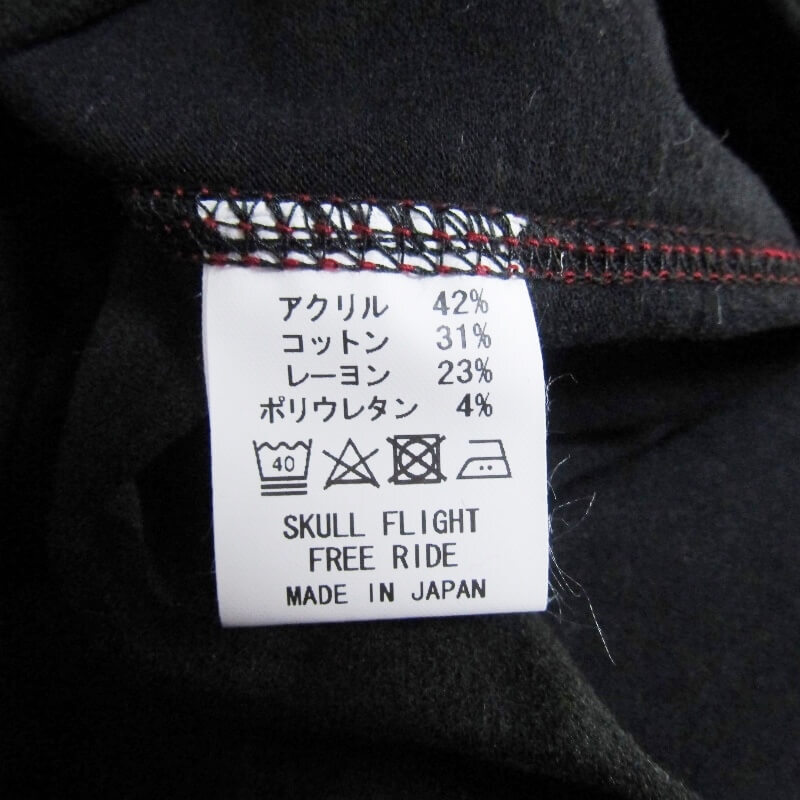 アクリル 42%
コットン 31%
レーヨン 23%
ポリウレタン 4%
40
SKULL FLIGHT
FREE RIDE
MADE IN JAPAN